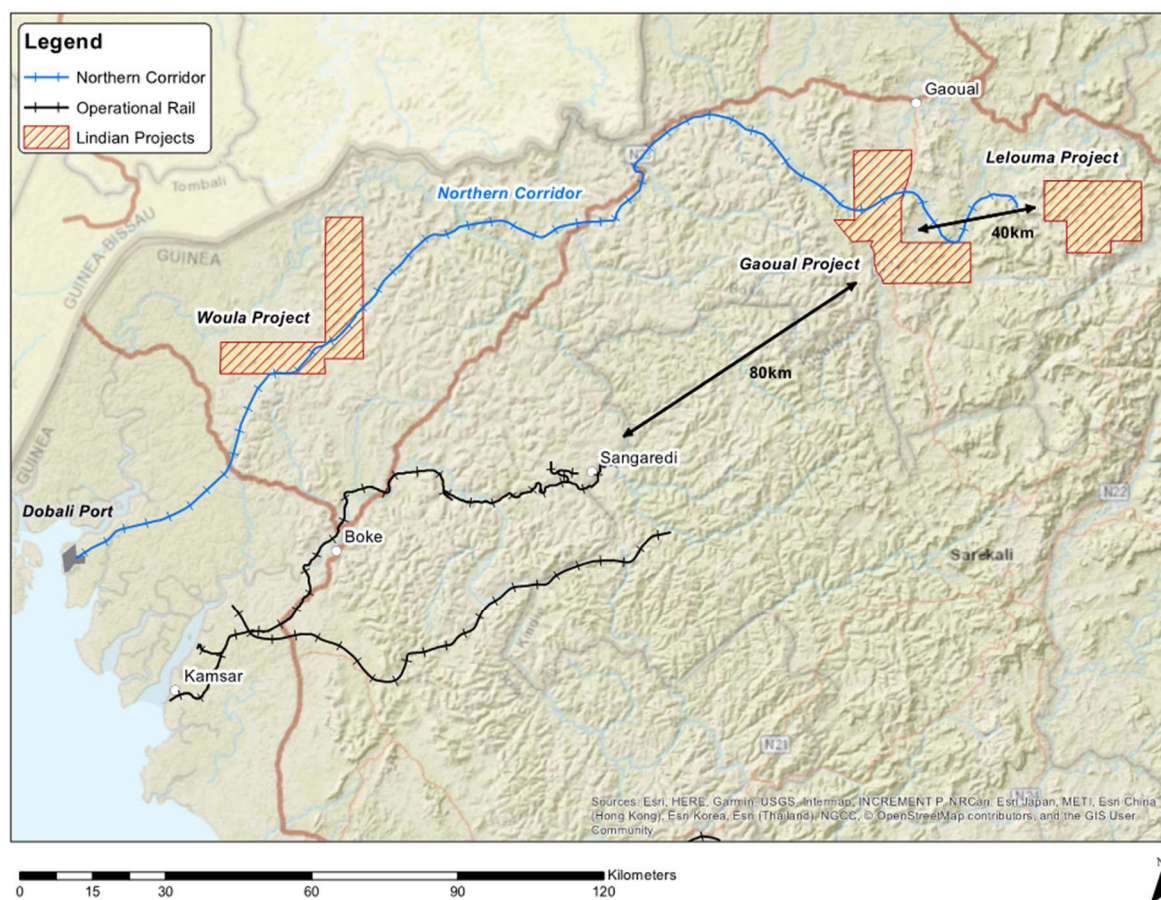 Legend
Northern Corridor
Operational Rail
Lindian Projects
Gaoual
N23
Lelouma Project
Tombali
Northern Corridor
GUINEA-BISSAU
GUINEA
40km
Gaoual Project
Woula Project
80km
GUINEA
Sangaredi
N22
Dobali Port
Boke
Sarekali
Kamsar
N21
Sources: Esri, HERE, Garmin, USGS, Intermap, INCREMENT P, NRCan, Esri Japan, METI, Esri China
(Hong Kong), Esri Korea, Esri (Thailand), NGCC, © OpenStreetMap contributors, and the GIS User
Community
Kilometers
0 15 30 60 90 120
N